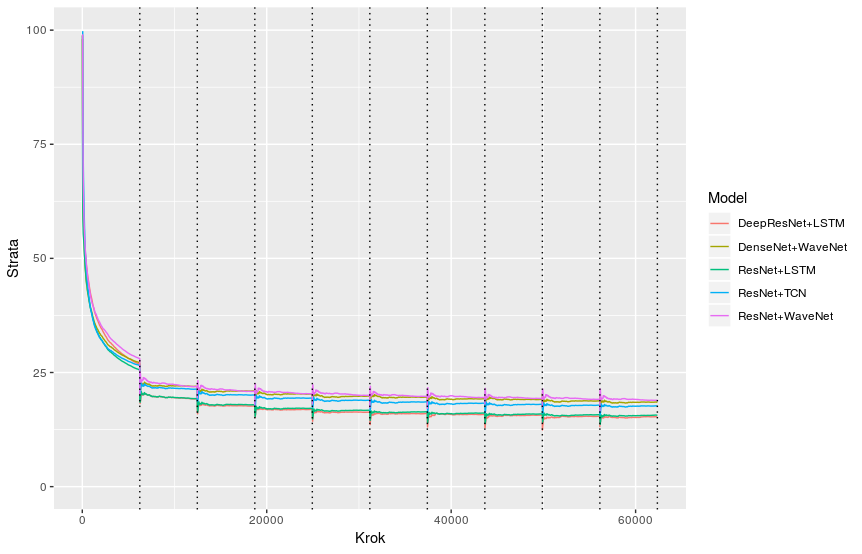 Strata
100
75
50
25
0
0
20000
40000
60000
Krok
Model
DeepResNet+LSTM
DenseNet+WaveNet
ResNet+LSTM
ResNet+TCN
ResNet+WaveNet